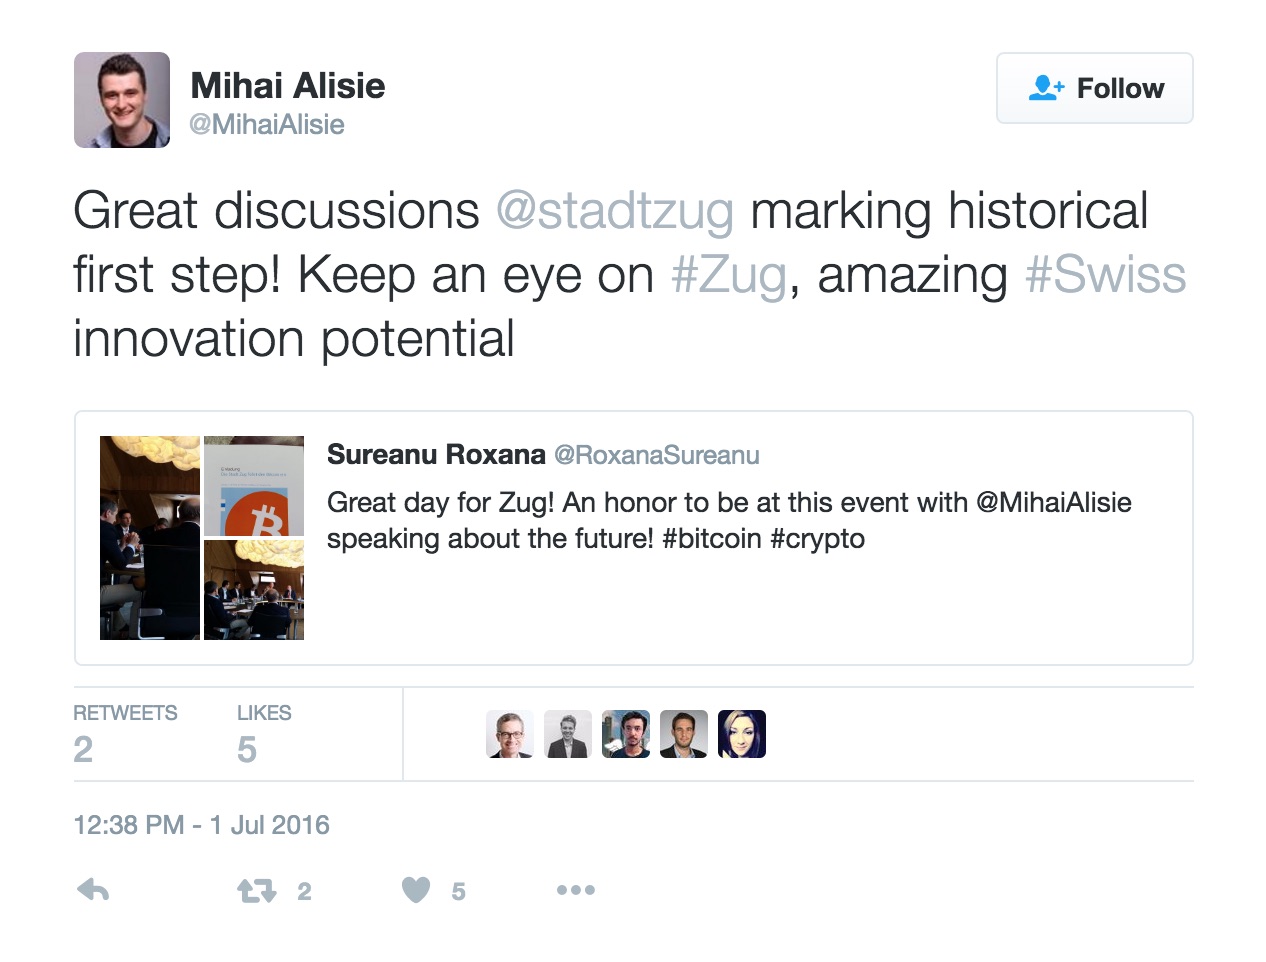 Mihai Alisie
@MihaiAlisie
Follow
Great discussions @stadtzug marking historical
first step! Keep an eye on #Zug, amazing #Swiss
innovation potential
Sureanu Roxana @RoxanaSureanu
Great day for Zug! An honor to be at this event with @MihaiAlisie
speaking about the future! #bitcoin #crypto
RETWEETS LIKES
2 5
12:38 PM - 1 Jul 2016
2 5